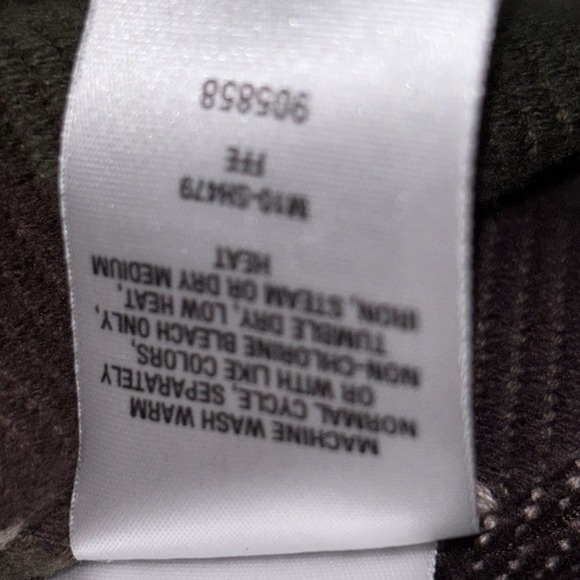 MACHINE WASH WARM
NORMAL CYCLE, SEPARATELY
OR WITH LIKE COLORS,
NON-CHLORINE BLEACH ONLY,
TUMBLE DRY, LOW HEAT,
IRON, STEAM OR DRY MEDIUM
HEAT
M10-SH479
FFE
905858